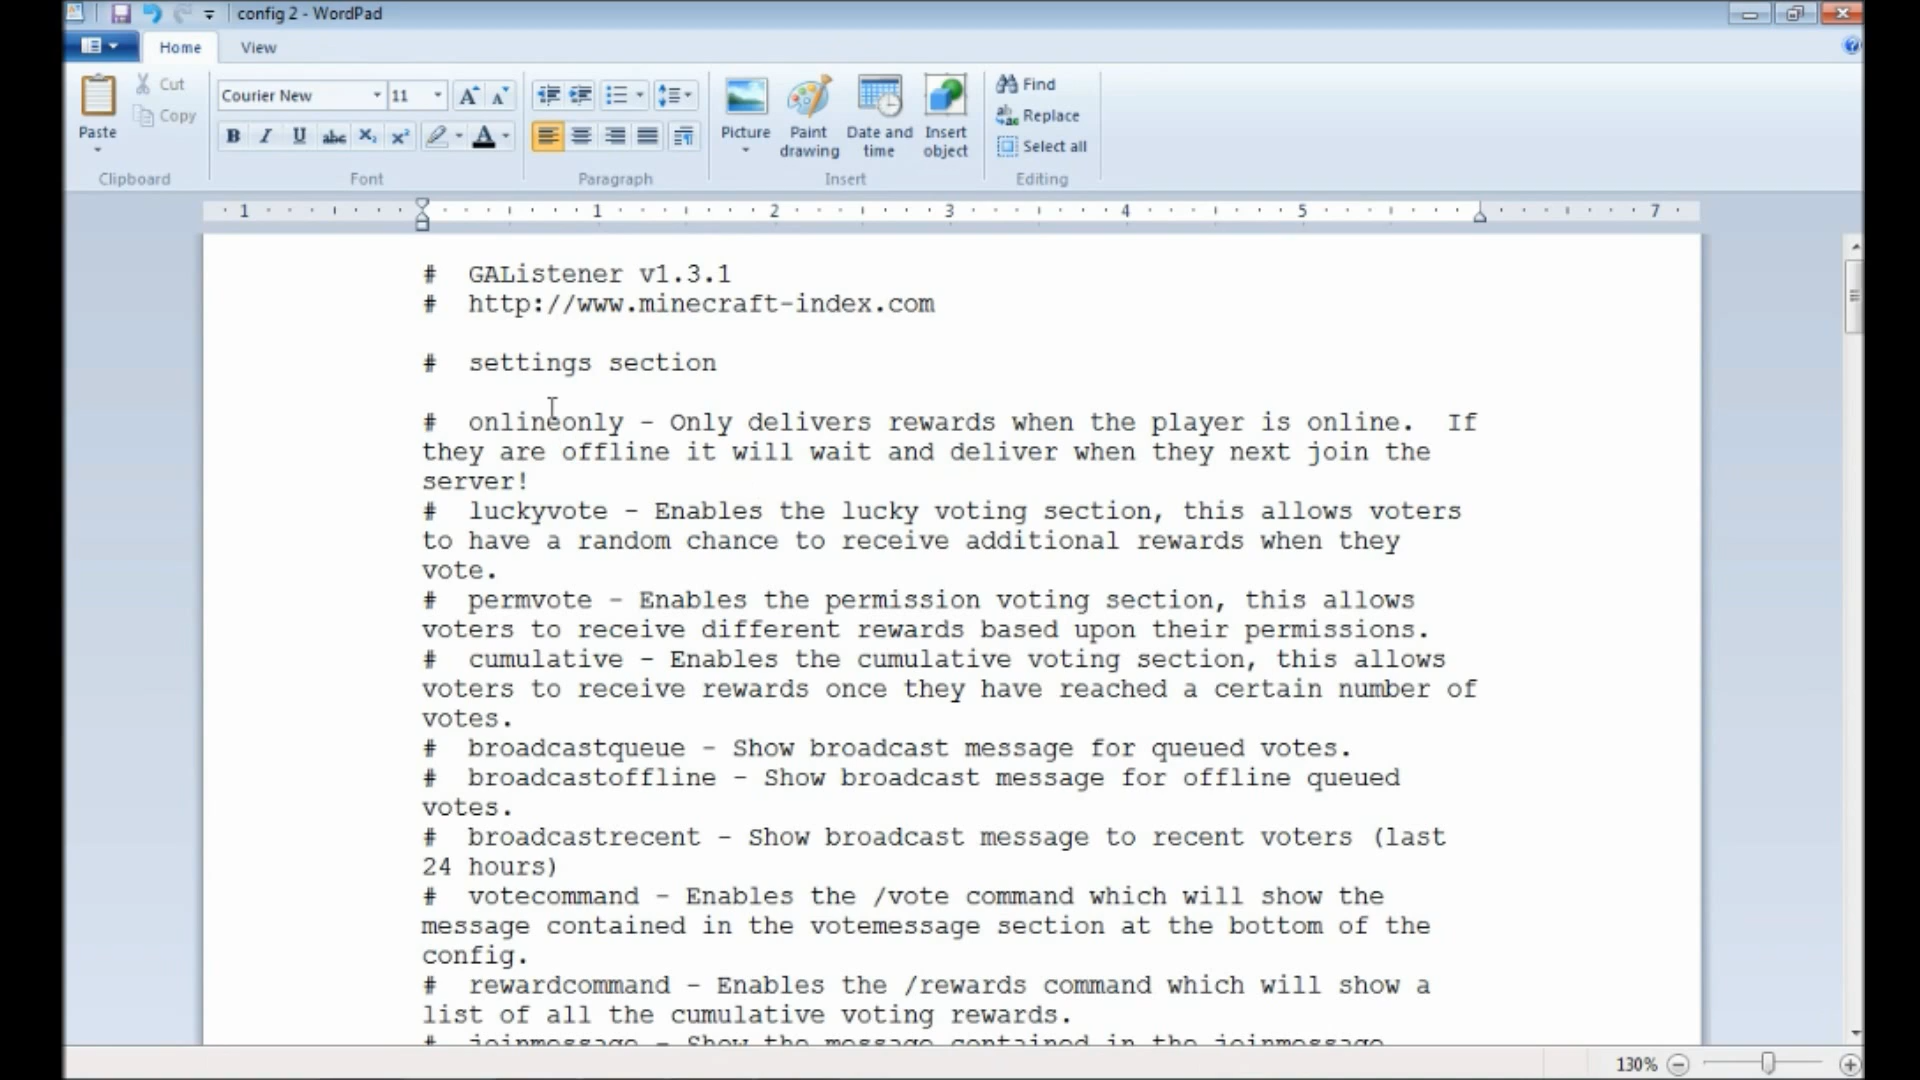 config 2 - WordPad
Home View
Paste
Cut
Copy
Clipboard
Courier New 11
B I U abc X₂ X² A
Font
Paragraph
Picture
Paint drawing
Date and time
Insert object
Insert
Find
Replace
Select all
Editing
1 1 2 3 4 5 7
# GAListener v1.3.1
# http://www.minecraft-index.com
# settings section
# onlineonly - Only delivers rewards when the player is online. If
they are offline it will wait and deliver when they next join the
server!
# luckyvote - Enables the lucky voting section, this allows voters
to have a random chance to receive additional rewards when they
vote.
# permvote - Enables the permission voting section, this allows
voters to receive different rewards based upon their permissions.
# cumulative - Enables the cumulative voting section, this allows
voters to receive rewards once they have reached a certain number of
votes.
# broadcastqueue - Show broadcast message for queued votes.
# broadcastoffline - Show broadcast message for offline queued
votes.
# broadcastrecent - Show broadcast message to recent voters (last
24 hours)
# votecommand - Enables the /vote command which will show the
message contained in the votemessage section at the bottom of the
config.
# rewardcommand - Enables the /rewards command which will show a
list of all the cumulative voting rewards.
# joinmessage - Show the message contained in the joinmessage
130%